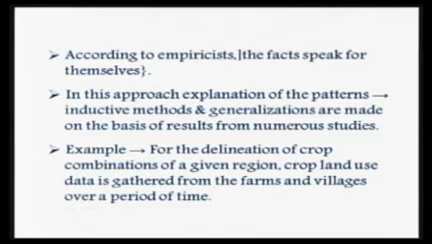 ➢ According to empiricists,]the facts speak for
themselves}.
➢ In this approach explanation of the patterns →
inductive methods & generalizations are made
on the basis of results from numerous studies.
➢ Example → For the delineation of crop
combinations of a given region, crop land use
data is gathered from the farms and villages
over a period of time.